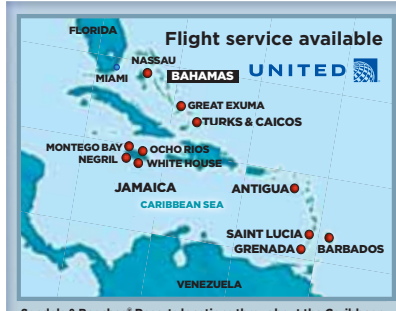 FLORIDA
Flight service available
NASSAU
MIAMI
BAHAMAS
UNITED
GREAT EXUMA
TURKS & CAICOS
MONTEGO BAY
OCHO RIOS
NEGRIL
WHITE HOUSE
JAMAICA
ANTIGUA
CARIBBEAN SEA
SAINT LUCIA
GRENADA
BARBADOS
VENEZUELA